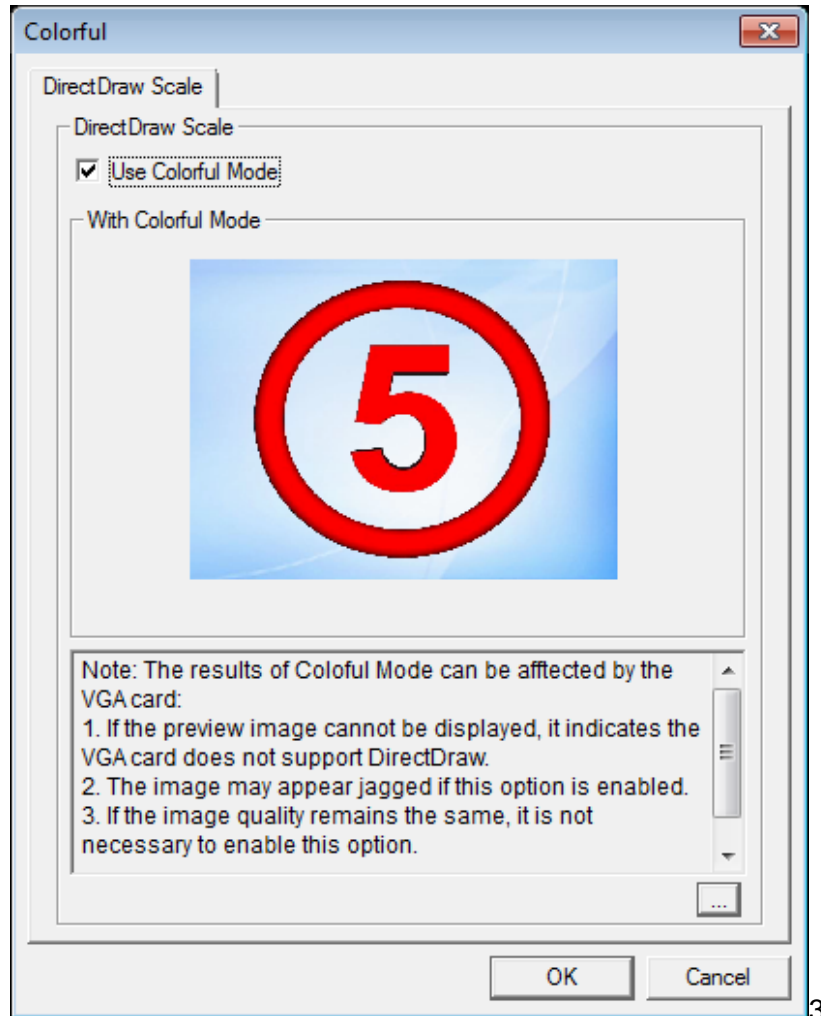 Colorful
DirectDraw Scale
DirectDraw Scale
Use Colorful Mode
With Colorful Mode
5
Note: The results of Coloful Mode can be afftected by the
VGA card:
1. If the preview image cannot be displayed, it indicates the
VGA card does not support DirectDraw.
2. The image may appear jagged if this option is enabled.
3. If the image quality remains the same, it is not
necessary to enable this option.
...
OK Cancel
3